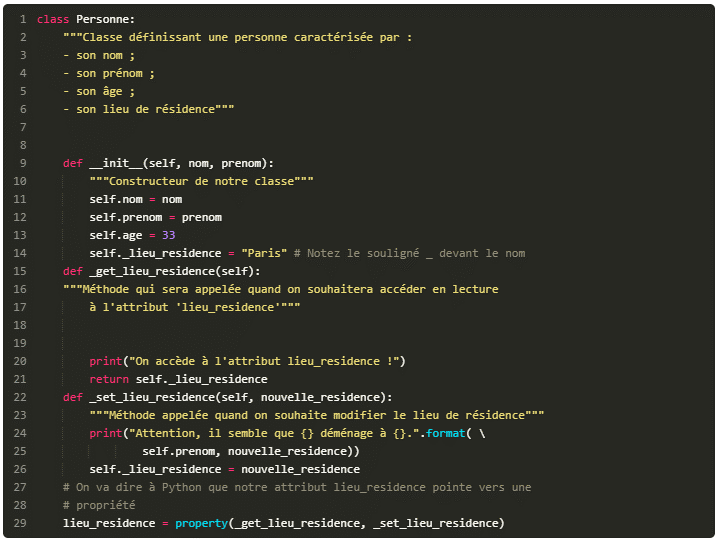 1 class Personne:
2     """Classe définissant une personne caractérisée par :
3     - son nom ;
4     - son prénom ;
5     - son âge ;
6     - son lieu de résidence"""
7
8
9     def __init__(self, nom, prenom):
10         """Constructeur de notre classe"""
11         self.nom = nom
12         self.prenom = prenom
13         self.age = 33
14         self._lieu_residence = "Paris" # Notez le souligné _ devant le nom
15     def _get_lieu_residence(self):
16     """Méthode qui sera appelée quand on souhaitera accéder en lecture
17         à l'attribut 'lieu_residence'"""
18
19
20         print("On accède à l'attribut lieu_residence !")
21         return self._lieu_residence
22     def _set_lieu_residence(self, nouvelle_residence):
23         """Méthode appelée quand on souhaite modifier le lieu de résidence"""
24         print("Attention, il semble que {} déménage à {}.".format( \
25                 self.prenom, nouvelle_residence))
26         self._lieu_residence = nouvelle_residence
27     # On va dire à Python que notre attribut lieu_residence pointe vers une
28     # propriété
29     lieu_residence = property(_get_lieu_residence, _set_lieu_residence)